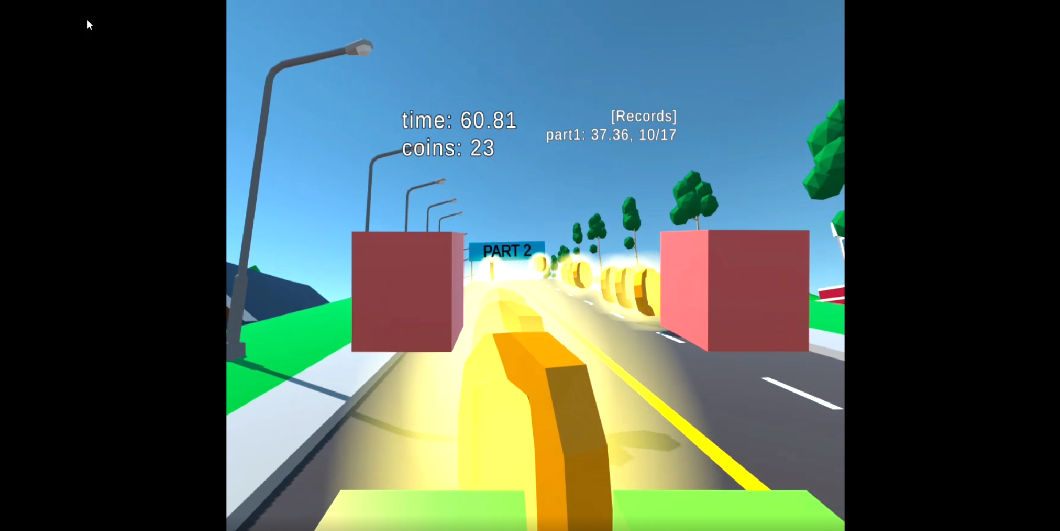 time: 60.81
coins: 23
[Records]
part1: 37.36, 10/17
PART 2